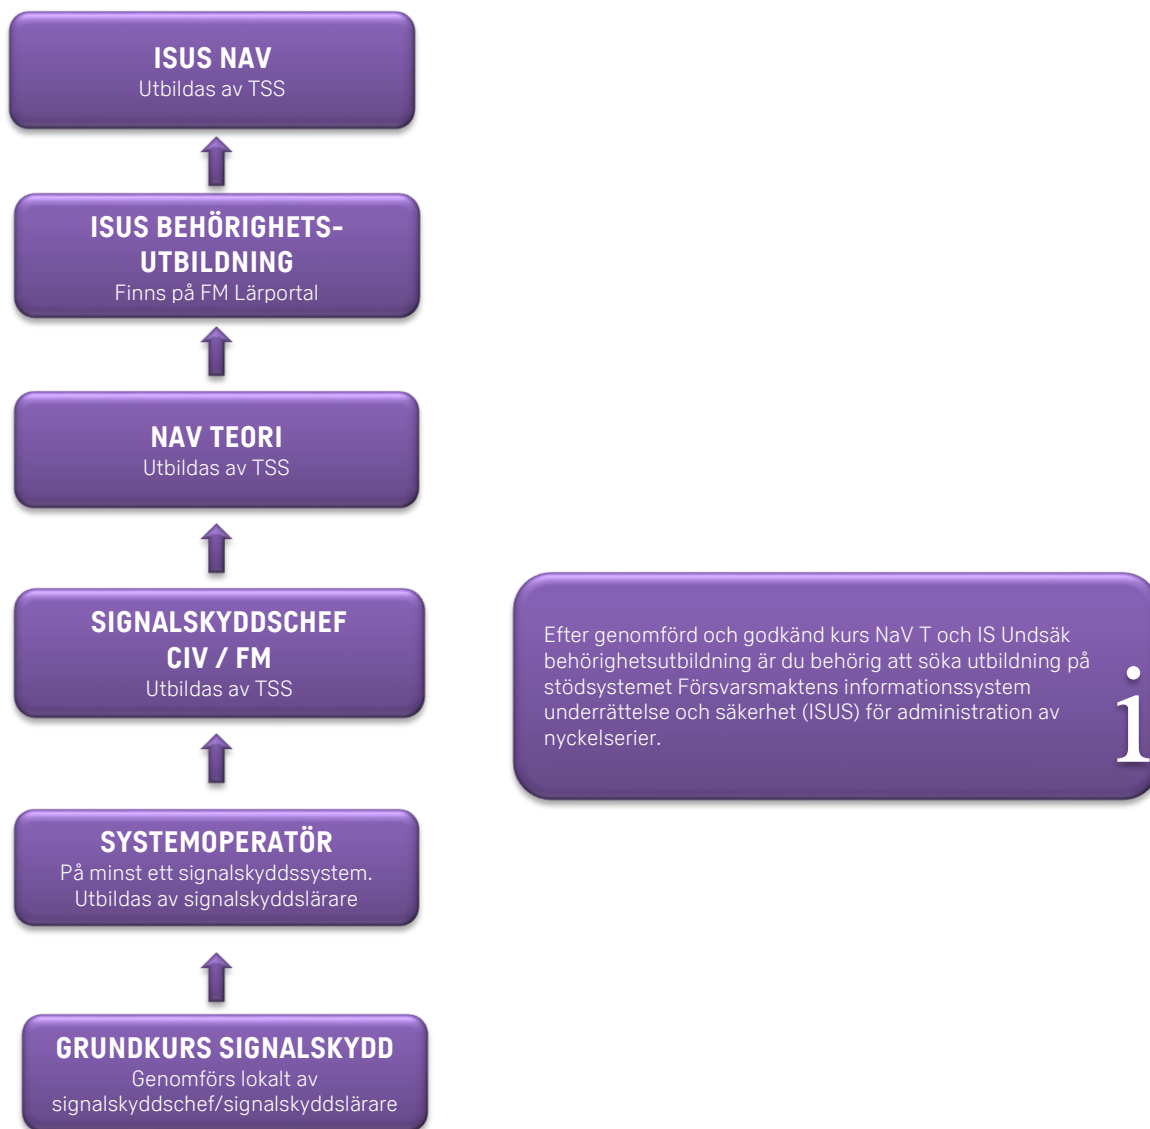 ISUS NAV
Utbildas av TSS
ISUS BEHÖRIGHETS-
UTBILDNING
Finns på FM Lärportal
NAV TEORI
Utbildas av TSS
SIGNALSKYDDSCHEF
CIV / FM
Utbildas av TSS
SYSTEMOPERATÖR
På minst ett signalskyddssystem.
Utbildas av signalskyddslärare
GRUNDKURS SIGNALSKYDD
Genomförs lokalt av
signalskyddschef/signalskyddslärare
Efter genomförd och godkänd kurs NaV T och IS Undsäk
behörighetsutbildning är du behörig att söka utbildning på
stödsystemet Försvarsmaktens informationssystem
underrättelse och säkerhet (ISUS) för administration av
nyckelserier.
i